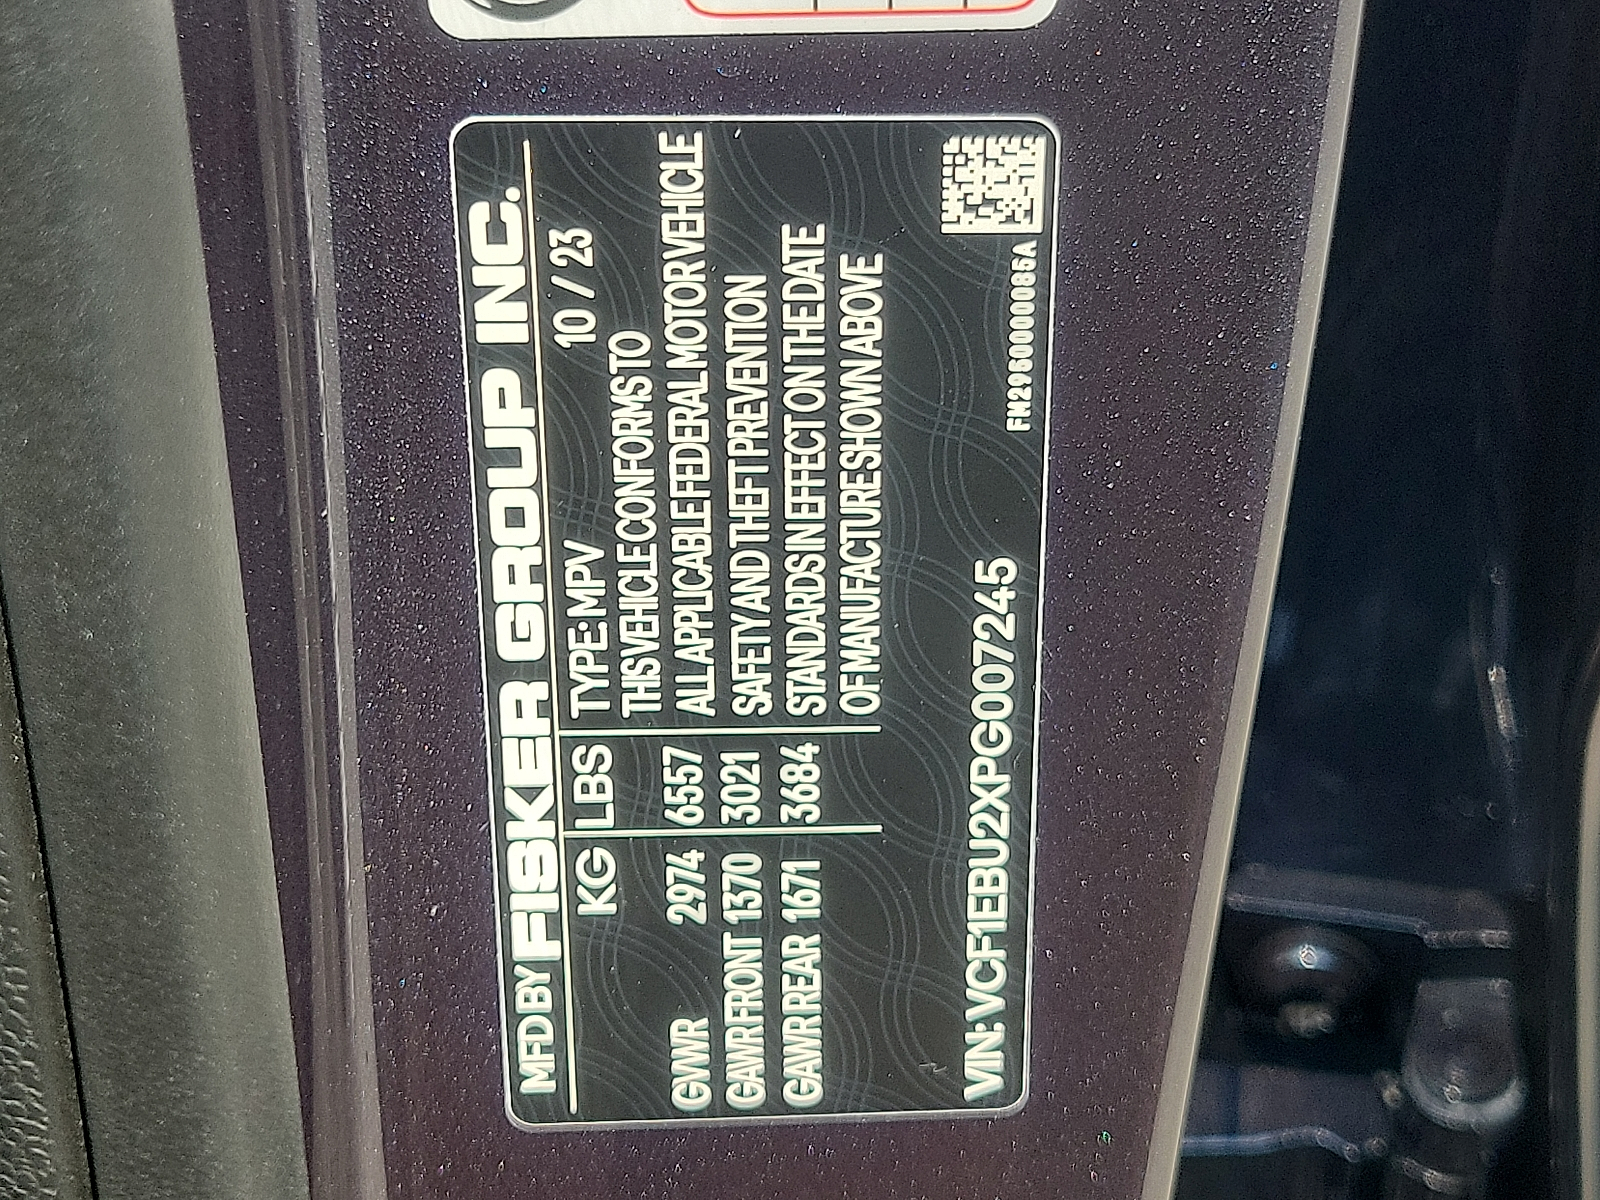 MFD BY FISKER GROUP INC.
KG LBS TYPE: MPV 10 / 23
THIS VEHICLE CONFORMS TO
GVWR 2974 6557 ALL APPLICABLE FEDERAL MOTOR VEHICLE
GAWR FRONT 1370 3021 SAFETY AND THEFT PREVENTION
GAWR REAR 1671 3684 STANDARDS IN EFFECT ON THE DATE
OF MANUFACTURE SHOWN ABOVE
VIN: VCF1EBU2XPG007245
FM29600000085A